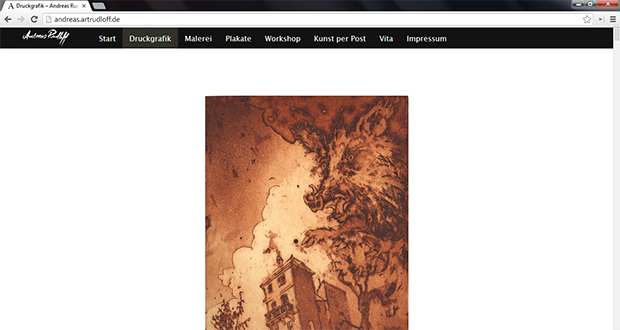 Druckgrafik – Andreas Ru
andreas.artrudloff.de
Andreas Rudloff
Start Druckgrafik Malerei Plakate Workshop Kunst per Post Vita Impressum